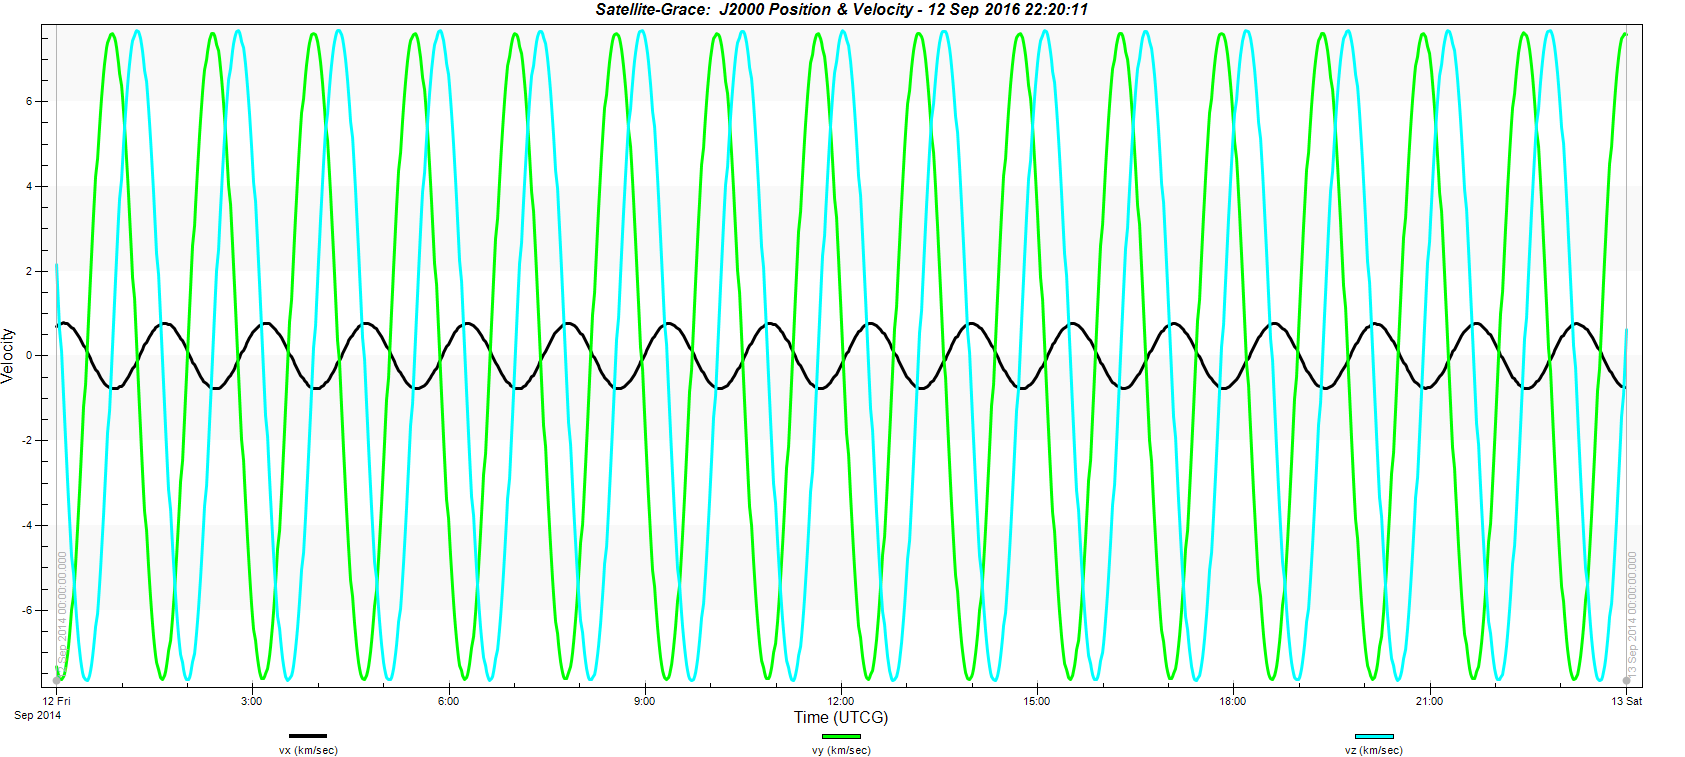 Satellite-Grace: J2000 Position & Velocity - 12 Sep 2016 22:20:11
Velocity
6
4
2
0
-2
-4
-6
Sep 2014 00:00:00.000
13 Sep 2014 00:00:00.000
12 Fri 3:00 6:00 9:00 12:00 15:00 18:00 21:00 13 Sat
Sep 2014
Time (UTCG)
vx (km/sec) vy (km/sec) vz (km/sec)